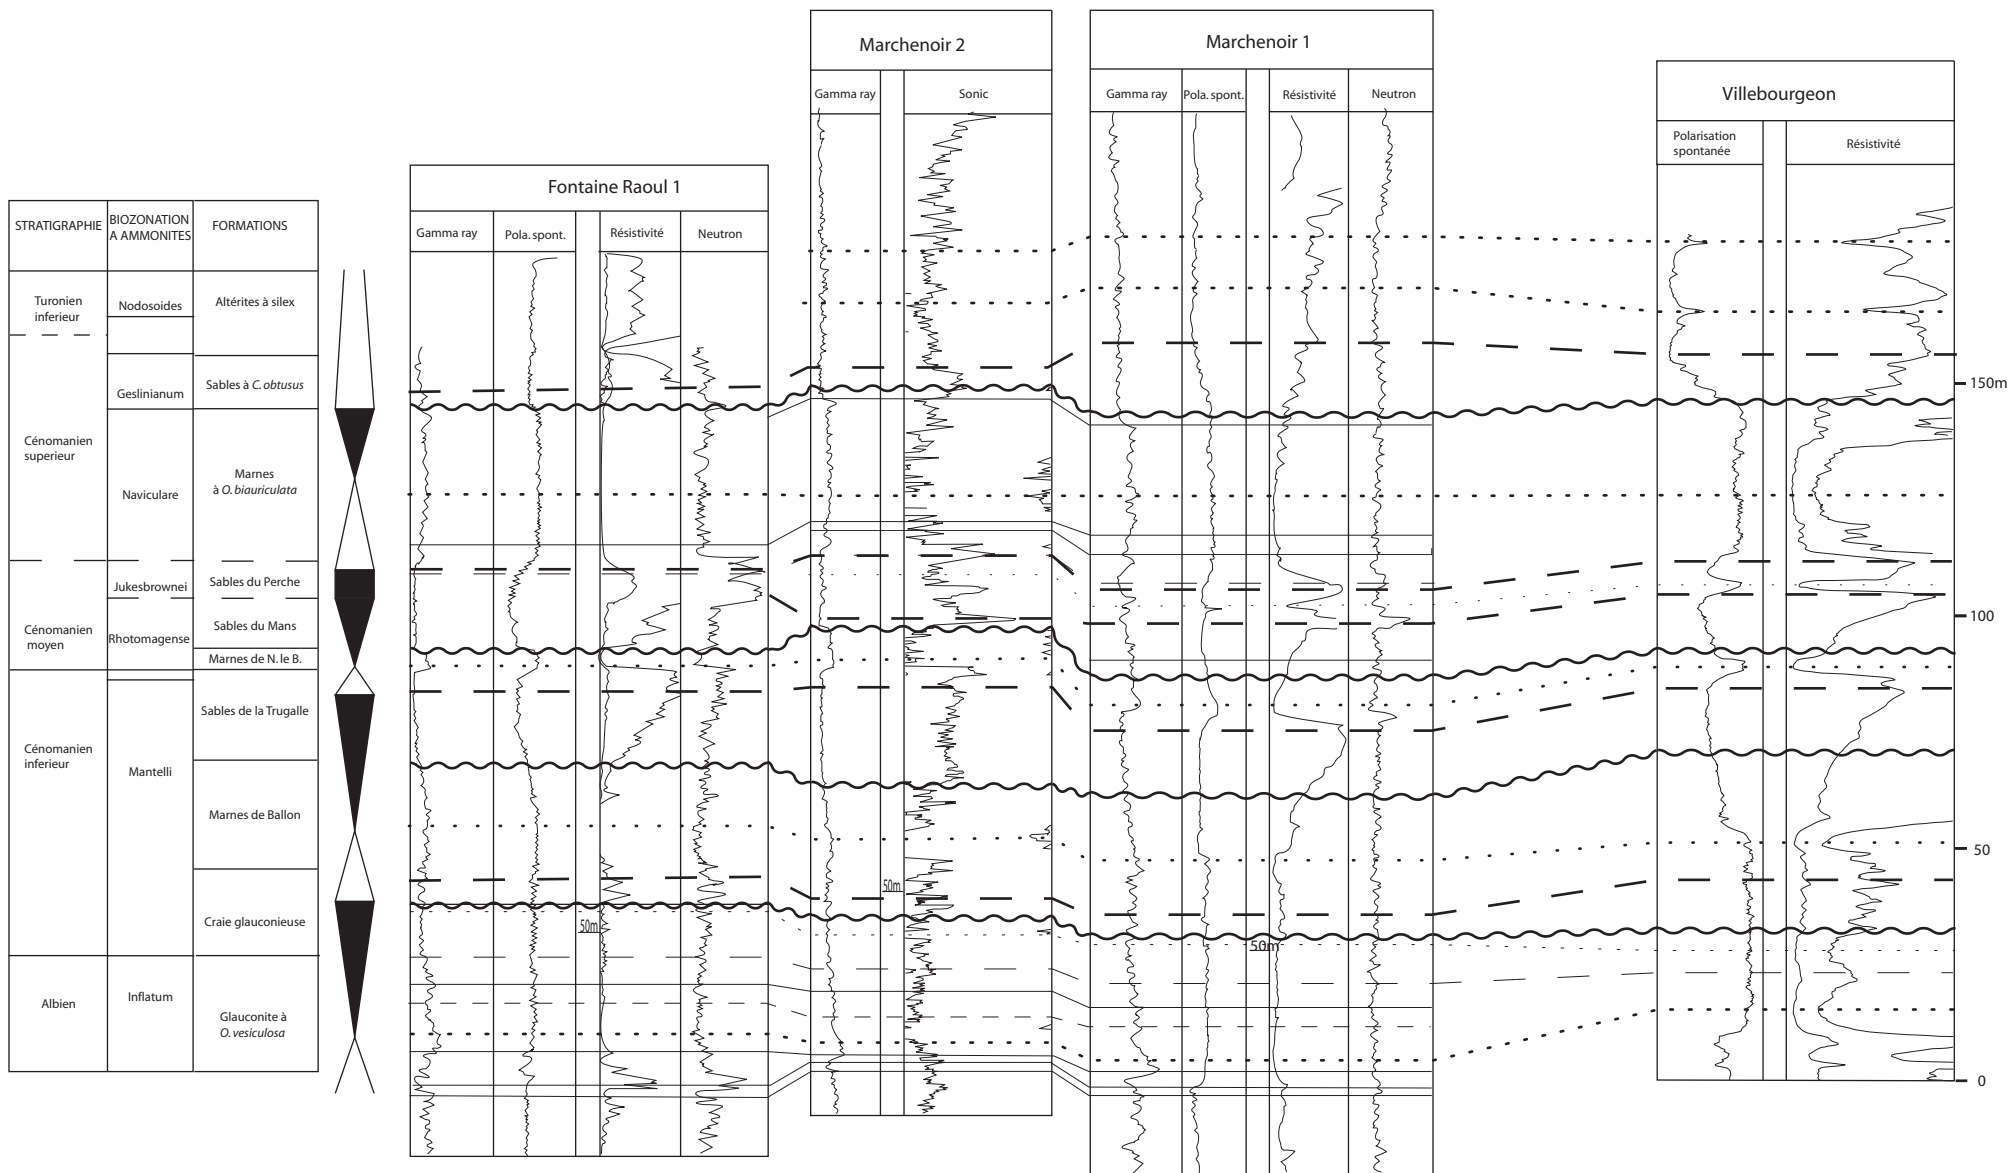 Marchenoir 2
Marchenoir 1
Gamma ray
Sonic
Gamma ray
Pola. spont.
Résistivité
Neutron
Villebourgeon
Polarisation
spontanée
Résistivité
Fontaine Raoul 1
Gamma ray
Pola. spont.
Résistivité
Neutron
STRATIGRAPHIE
BIOZONATION
A AMMONITES
FORMATIONS
Turonien
inferieur
Nodosoides
Altérites à silex
Geslinianum
Sables à C. obtusus
Cénomanien
superieur
Naviculare
Marnes
à O. biauriculata
Jukesbrownei
Sables du Perche
Cénomanien
moyen
Rhotomagense
Sables du Mans
Marnes de N. le B.
Sables de la Trugalle
Cénomanien
inferieur
Mantelli
Marnes de Ballon
Craie glauconieuse
Albien
Inflatum
Glauconite à
O. vesiculosa
50m
50m
50m
150m
100
50
0